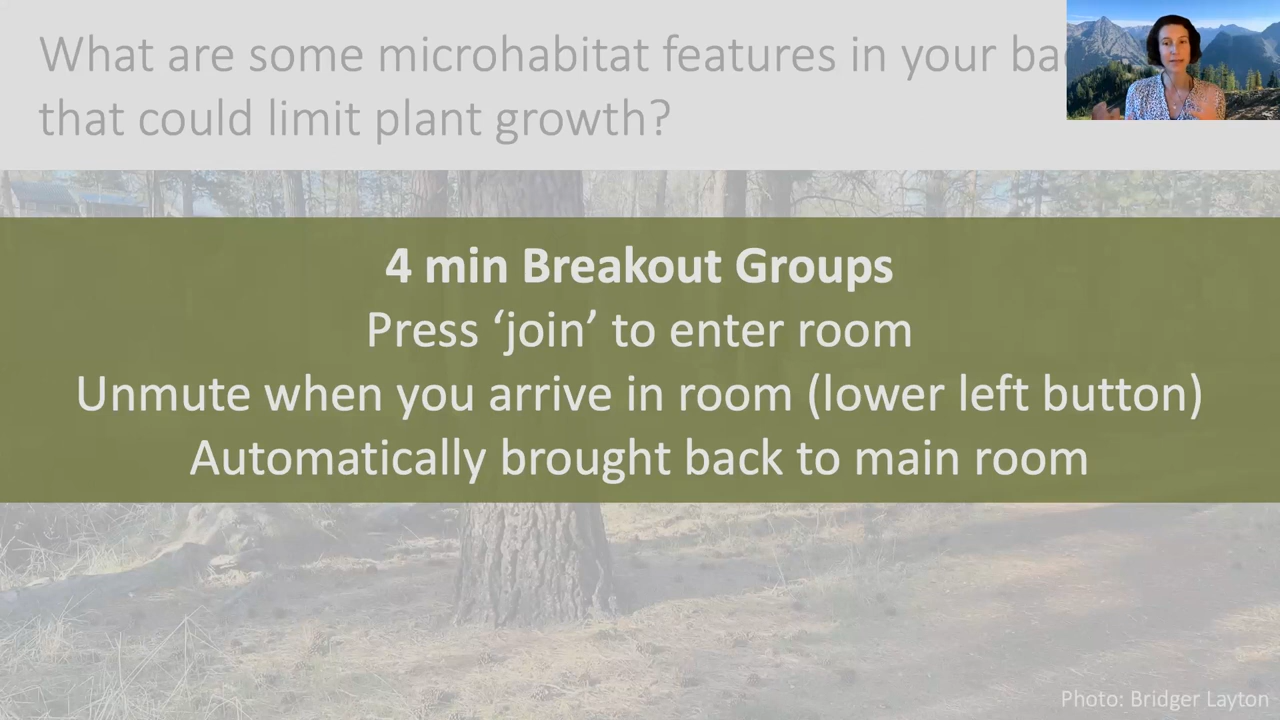 What are some microhabitat features in your
that could limit plant growth?
4 min Breakout Groups
Press ‘join’ to enter room
Unmute when you arrive in room (lower left button)
Automatically brought back to main room
Photo: Bridger Layton